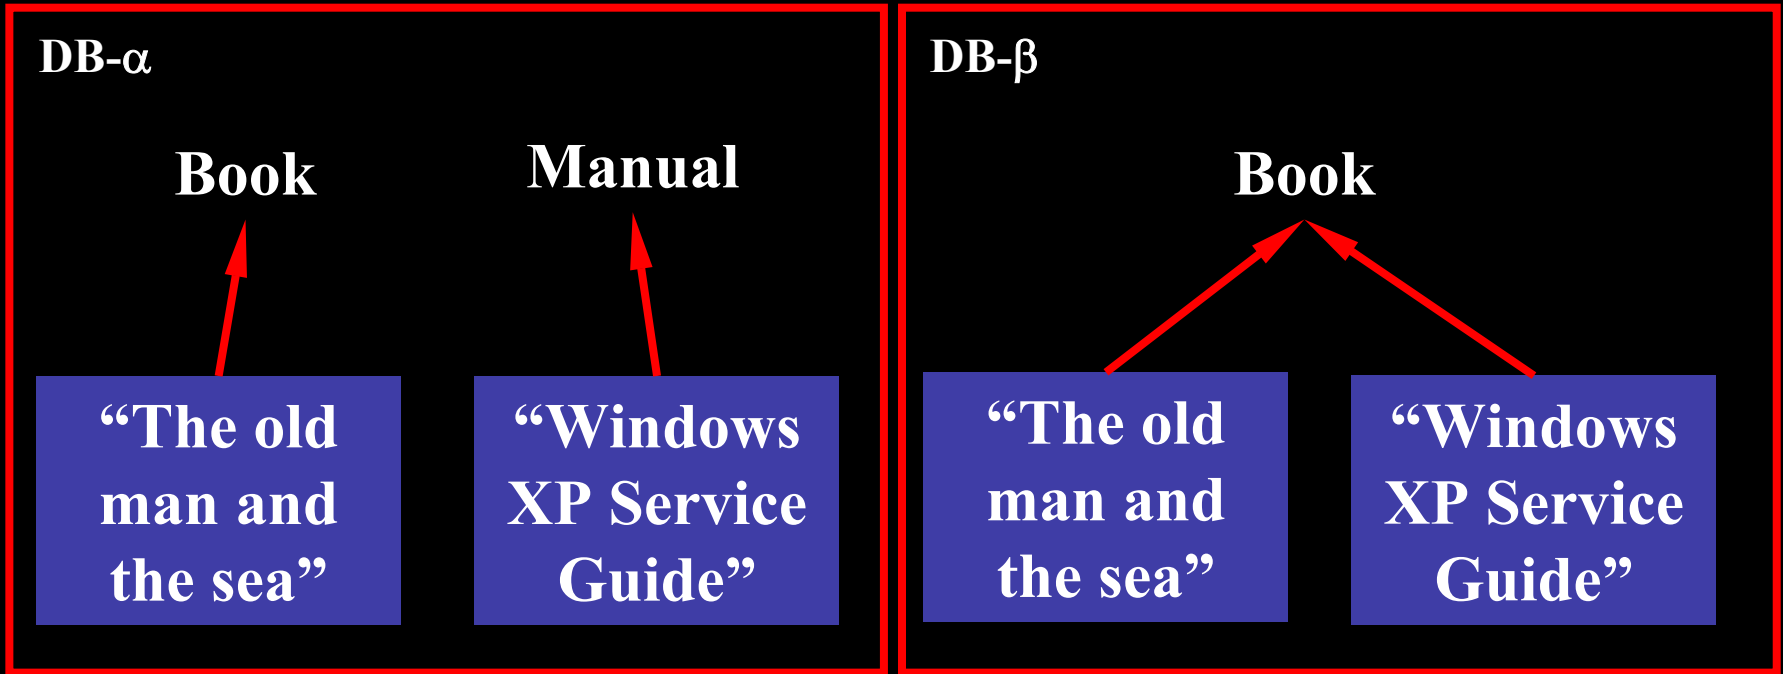 DB-α
Book
Manual
“The old
man and
the sea”
“Windows
XP Service
Guide”
DB-β
Book
“The old
man and
the sea”
“Windows
XP Service
Guide”